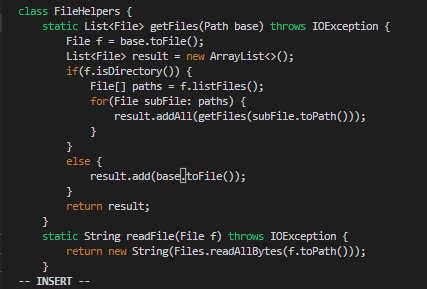 class FileHelpers {
    static List<File> getFiles(Path base) throws IOException {
        File f = base.toFile();
        List<File> result = new ArrayList<>();
        if(f.isDirectory()) {
            File[] paths = f.listFiles();
            for(File subFile: paths) {
                result.addAll(getFiles(subFile.toPath()));
            }
        }
        else {
            result.add(base.toFile());
        }
        return result;
    }
    static String readFile(File f) throws IOException {
        return new String(Files.readAllBytes(f.toPath()));
    }
-- INSERT --